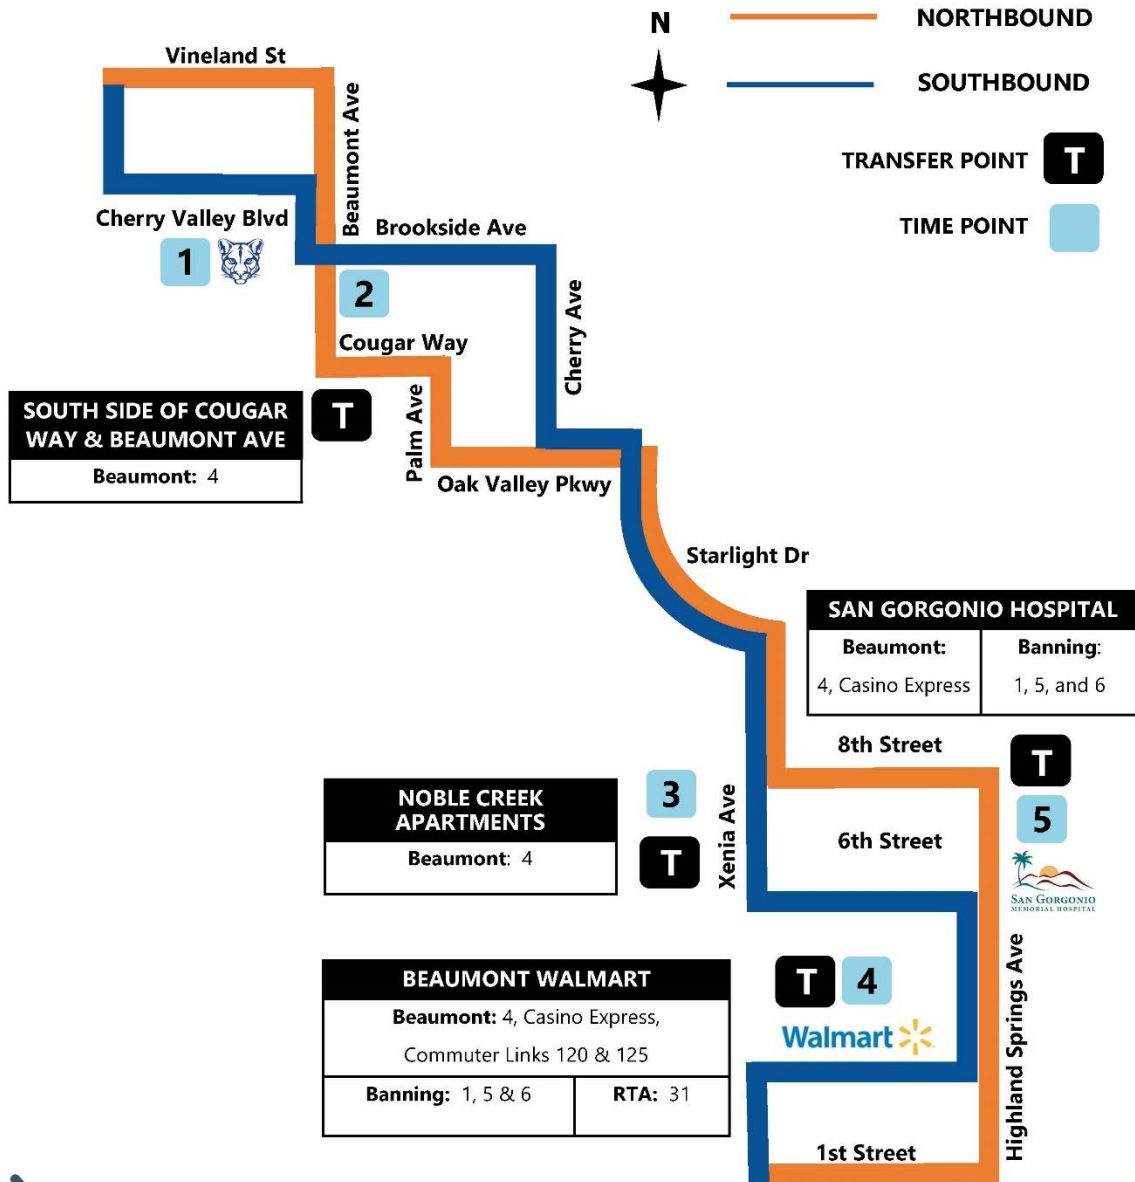 N
NORTHBOUND
SOUTHBOUND
TRANSFER POINT T
TIME POINT
Vineland St
Beaumont Ave
Cherry Valley Blvd
1
Brookside Ave
2
Cougar Way
Cherry Ave
SOUTH SIDE OF COUGAR
WAY & BEAUMONT AVE
Beaumont: 4
T
Palm Ave
Oak Valley Pkwy
Starlight Dr
SAN GORGONIO HOSPITAL
Beaumont:
4, Casino Express
Banning:
1, 5, and 6
8th Street
T
5
SAN GORGONIO
MEMORIAL HOSPITAL
6th Street
NOBLE CREEK
APARTMENTS
Beaumont: 4
3
T
Xenia Ave
BEAUMONT WALMART
Beaumont: 4, Casino Express,
Commuter Links 120 & 125
Banning: 1, 5 & 6
RTA: 31
T 4
Walmart
Highland Springs Ave
1st Street